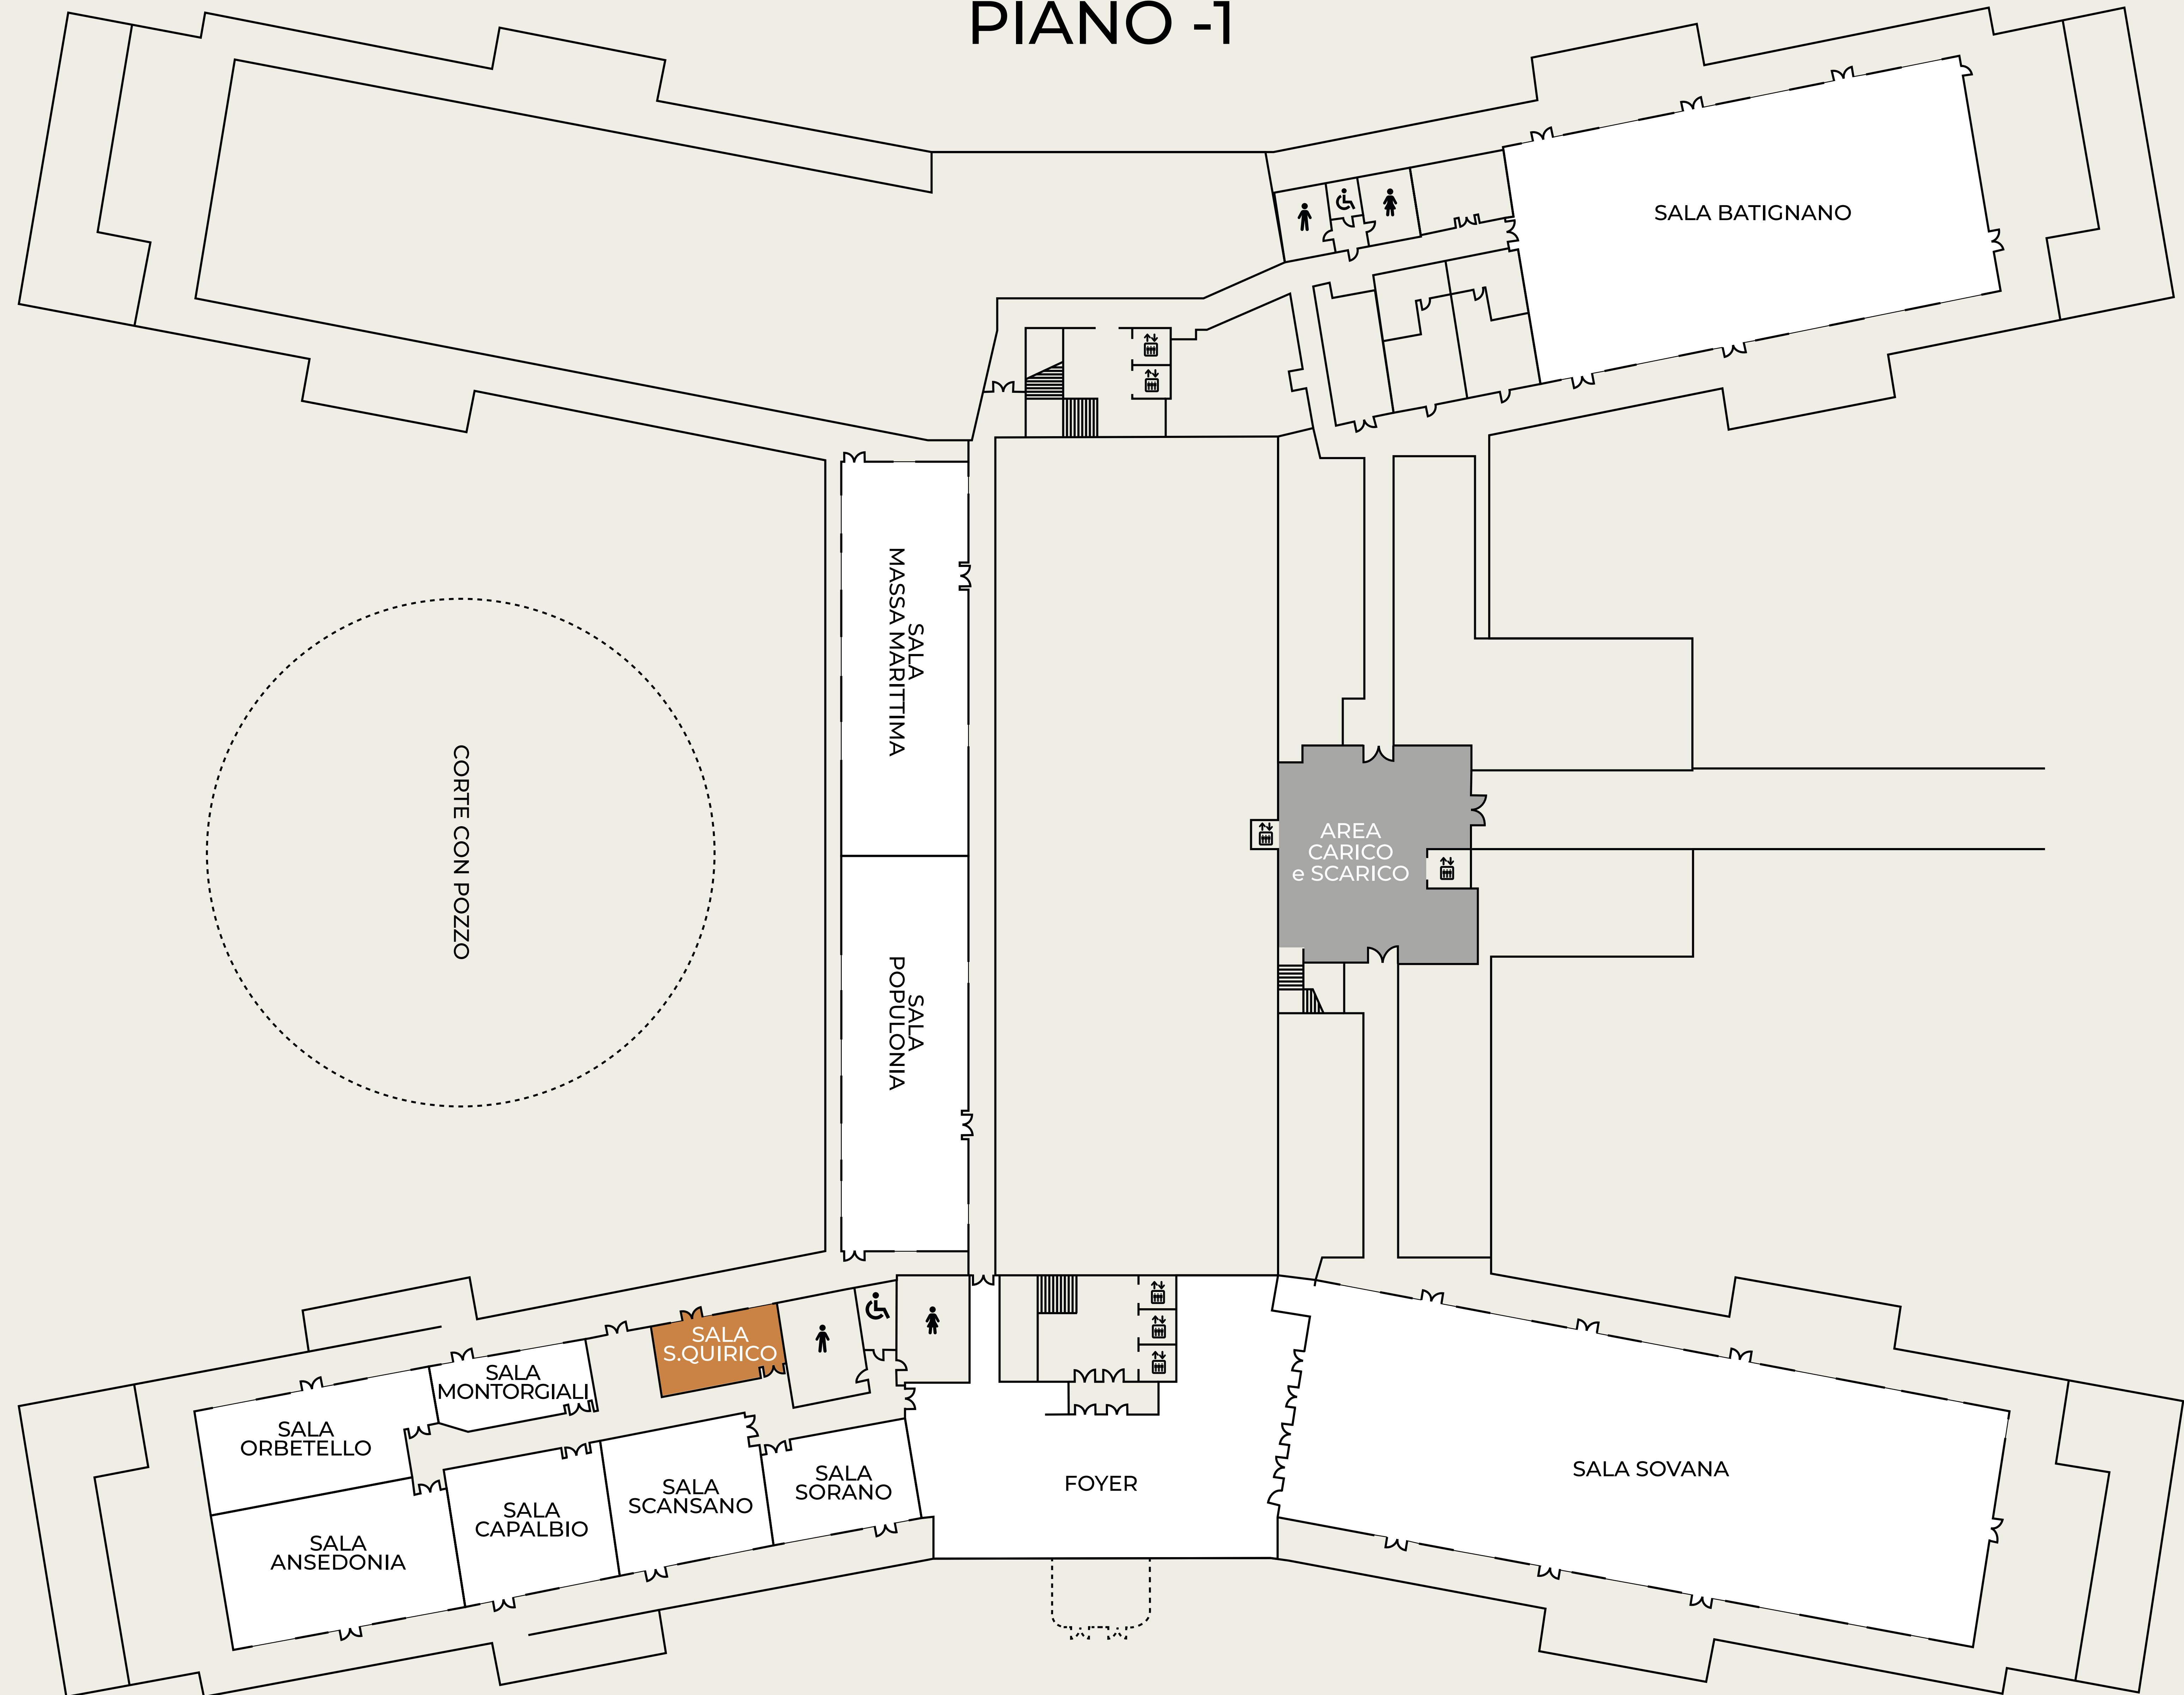 PIANO -1
SALA BATIGNANO
SALA
MASSA MARITTIMA
CORTE CON POZZO
AREA
CARICO
e SCARICO
SALA
POPULONIA
SALA
S.QUIRICO
SALA
MONTORGIALI
SALA
ORBETELLO
SALA
ANSEDONIA
SALA
CAPALBIO
SALA
SCANSANO
SALA
SORANO
FOYER
SALA SOVANA